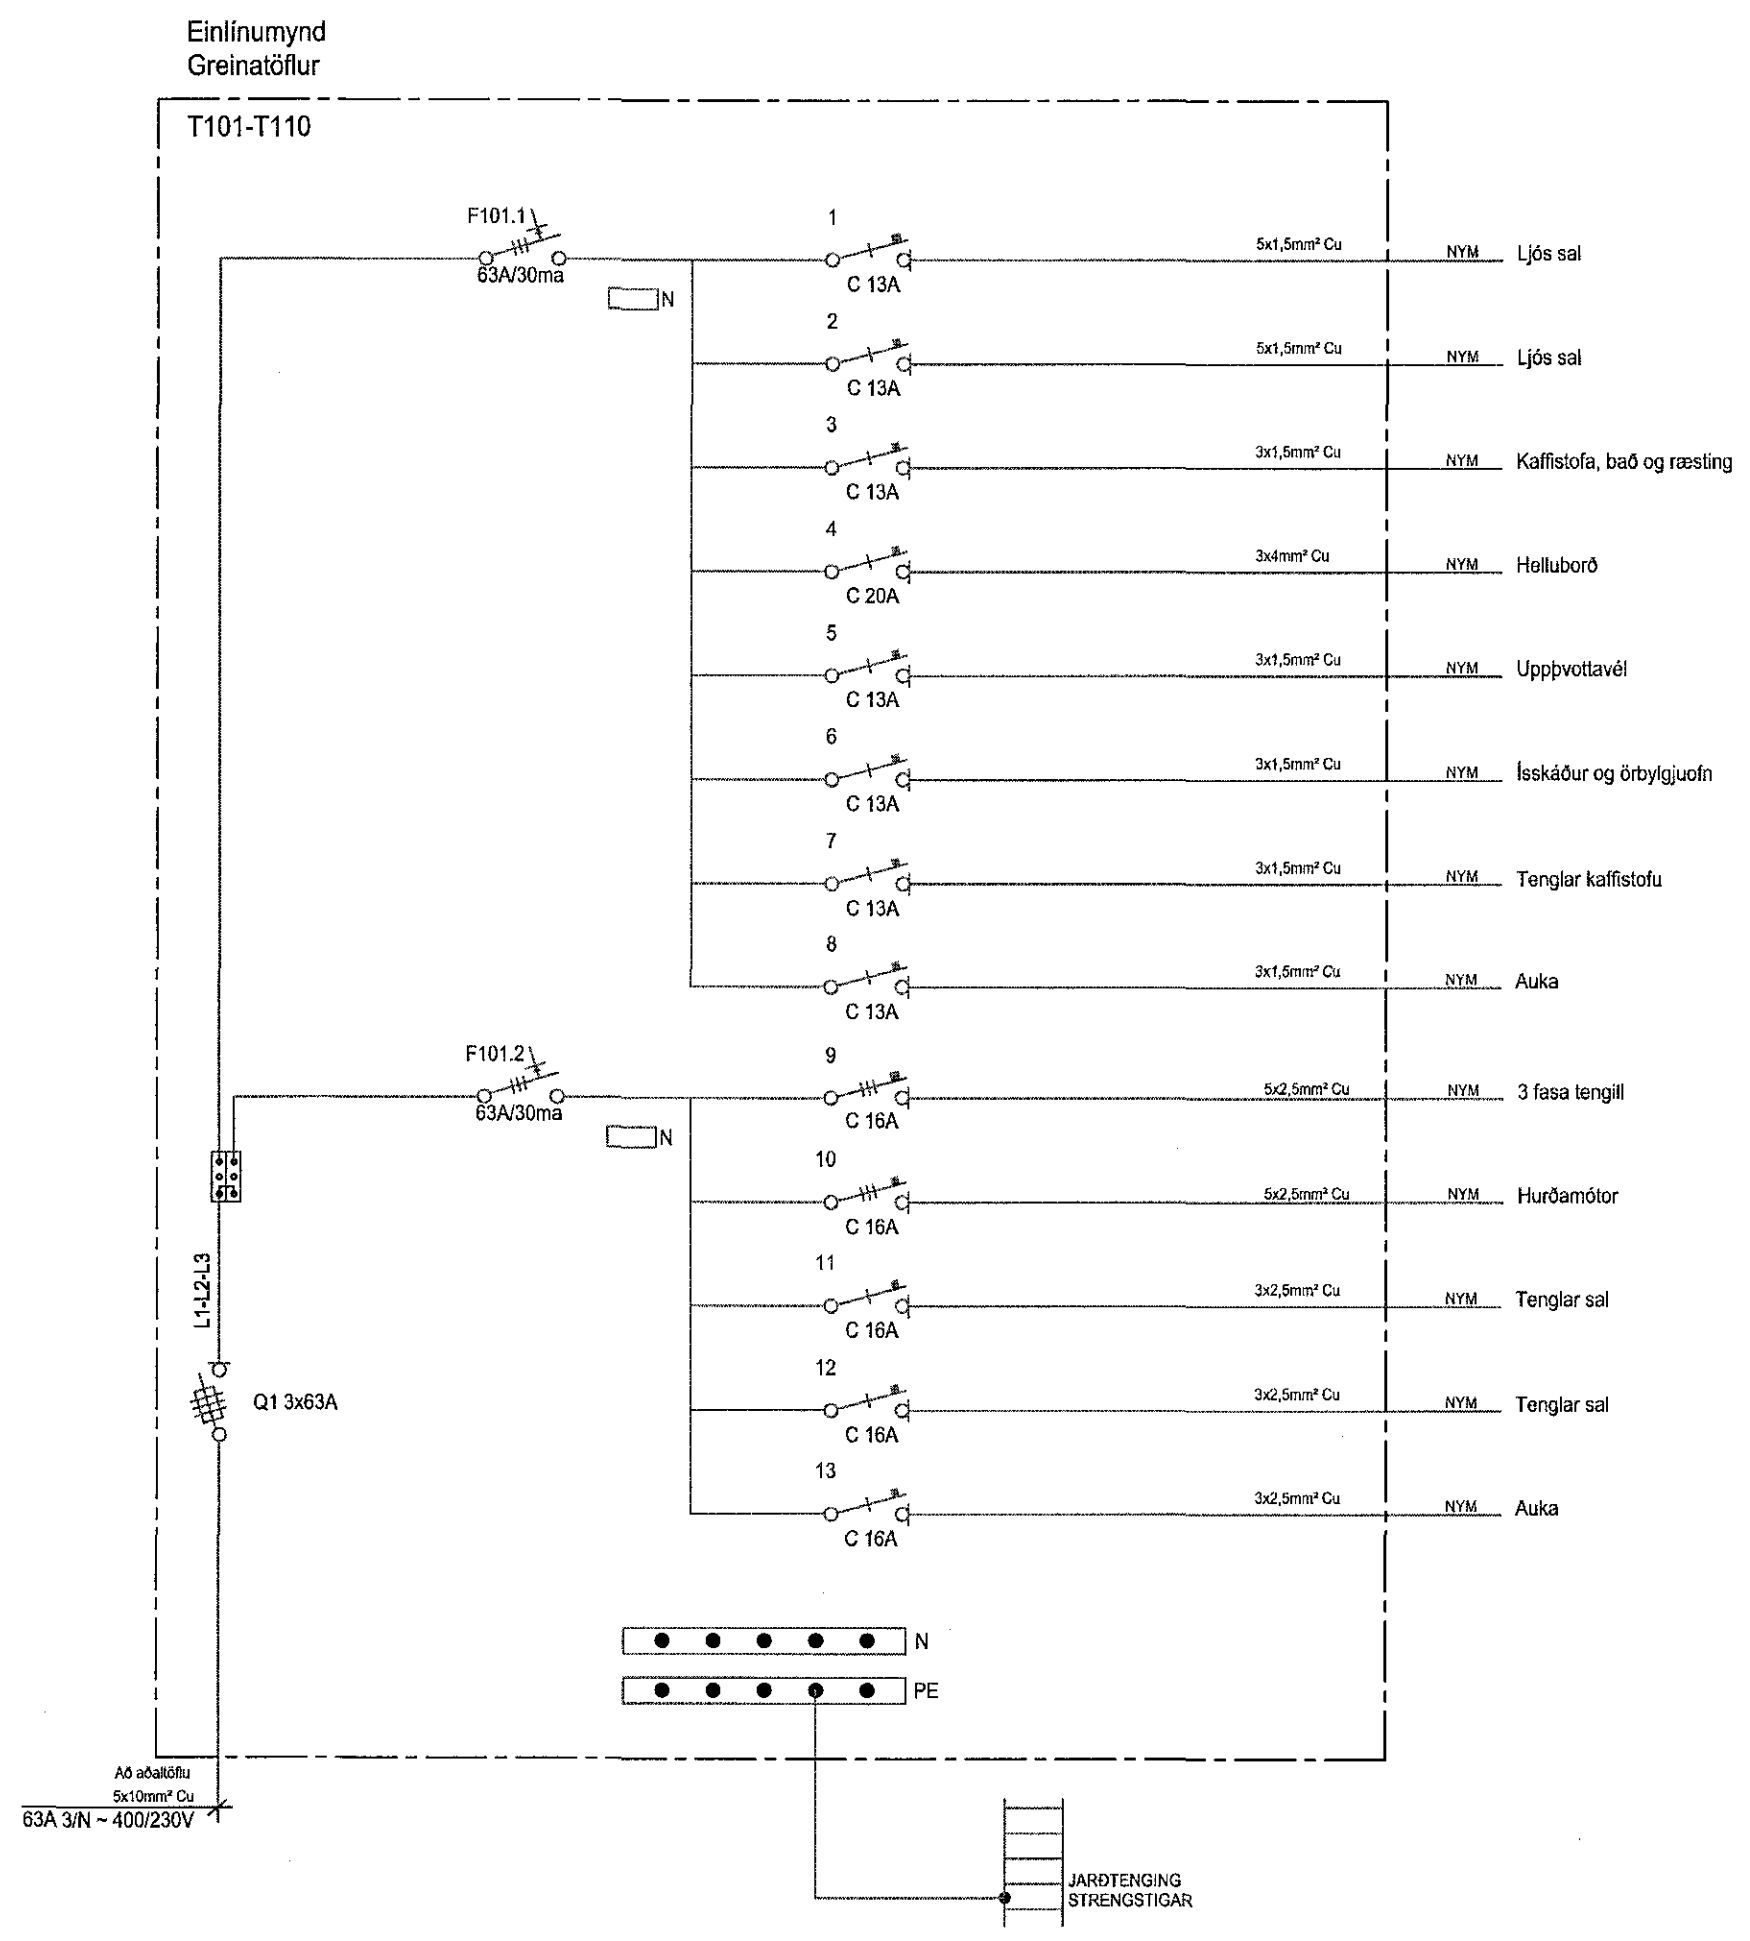 Einlínumynd
Greinatöflur
T101-T110
F101.1
63A/30ma
N
1
C 13A
5x1,5mm² Cu
NYM
Ljós sal
2
C 13A
5x1,5mm² Cu
NYM
Ljós sal
3
C 13A
3x1,5mm² Cu
NYM
Kaffistofa, bað og ræsting
4
C 20A
3x4mm² Cu
NYM
Helluborð
5
C 13A
3x1,5mm² Cu
NYM
Uppþvottavél
6
C 13A
3x1,5mm² Cu
NYM
Ísskáður og örbylgjuofn
7
C 13A
3x1,5mm² Cu
NYM
Tenglar kaffistofu
8
C 13A
3x1,5mm² Cu
NYM
Auka
F101.2
63A/30ma
N
9
C 16A
5x2,5mm² Cu
NYM
3 fasa tengill
10
C 16A
5x2,5mm² Cu
NYM
Hurðamótor
11
C 16A
3x2,5mm² Cu
NYM
Tenglar sal
12
C 16A
3x2,5mm² Cu
NYM
Tenglar sal
13
C 16A
3x2,5mm² Cu
NYM
Auka
L1-L2-L3
Q1 3x63A
N
PE
Að aðaltöflu
5x10mm² Cu
63A 3/N ~ 400/230V
JARÐTENGING
STRENGSTIGAR